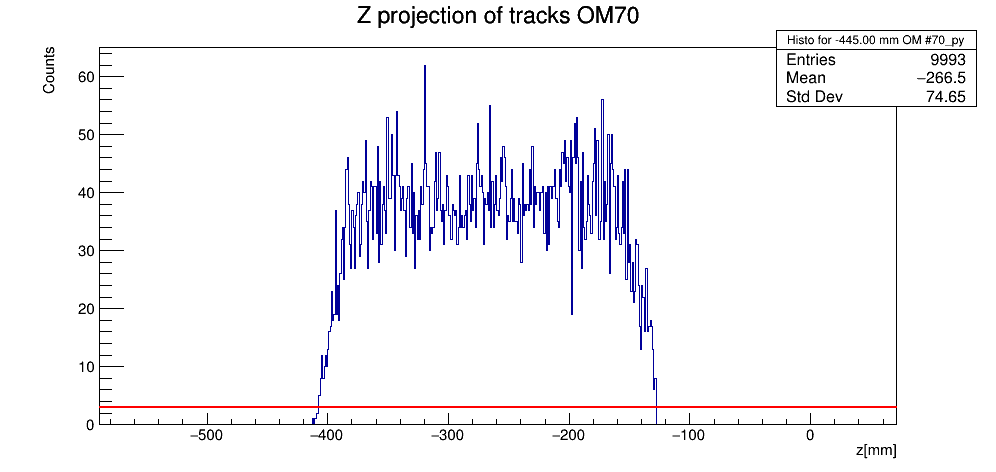 Z projection of tracks OM70
Histo for -445.00 mm OM #70_py
Entries 9993
Mean −266.5
Std Dev 74.65
Counts
60
50
40
30
20
10
0
−500 −400 −300 −200 −100 0
z[mm]